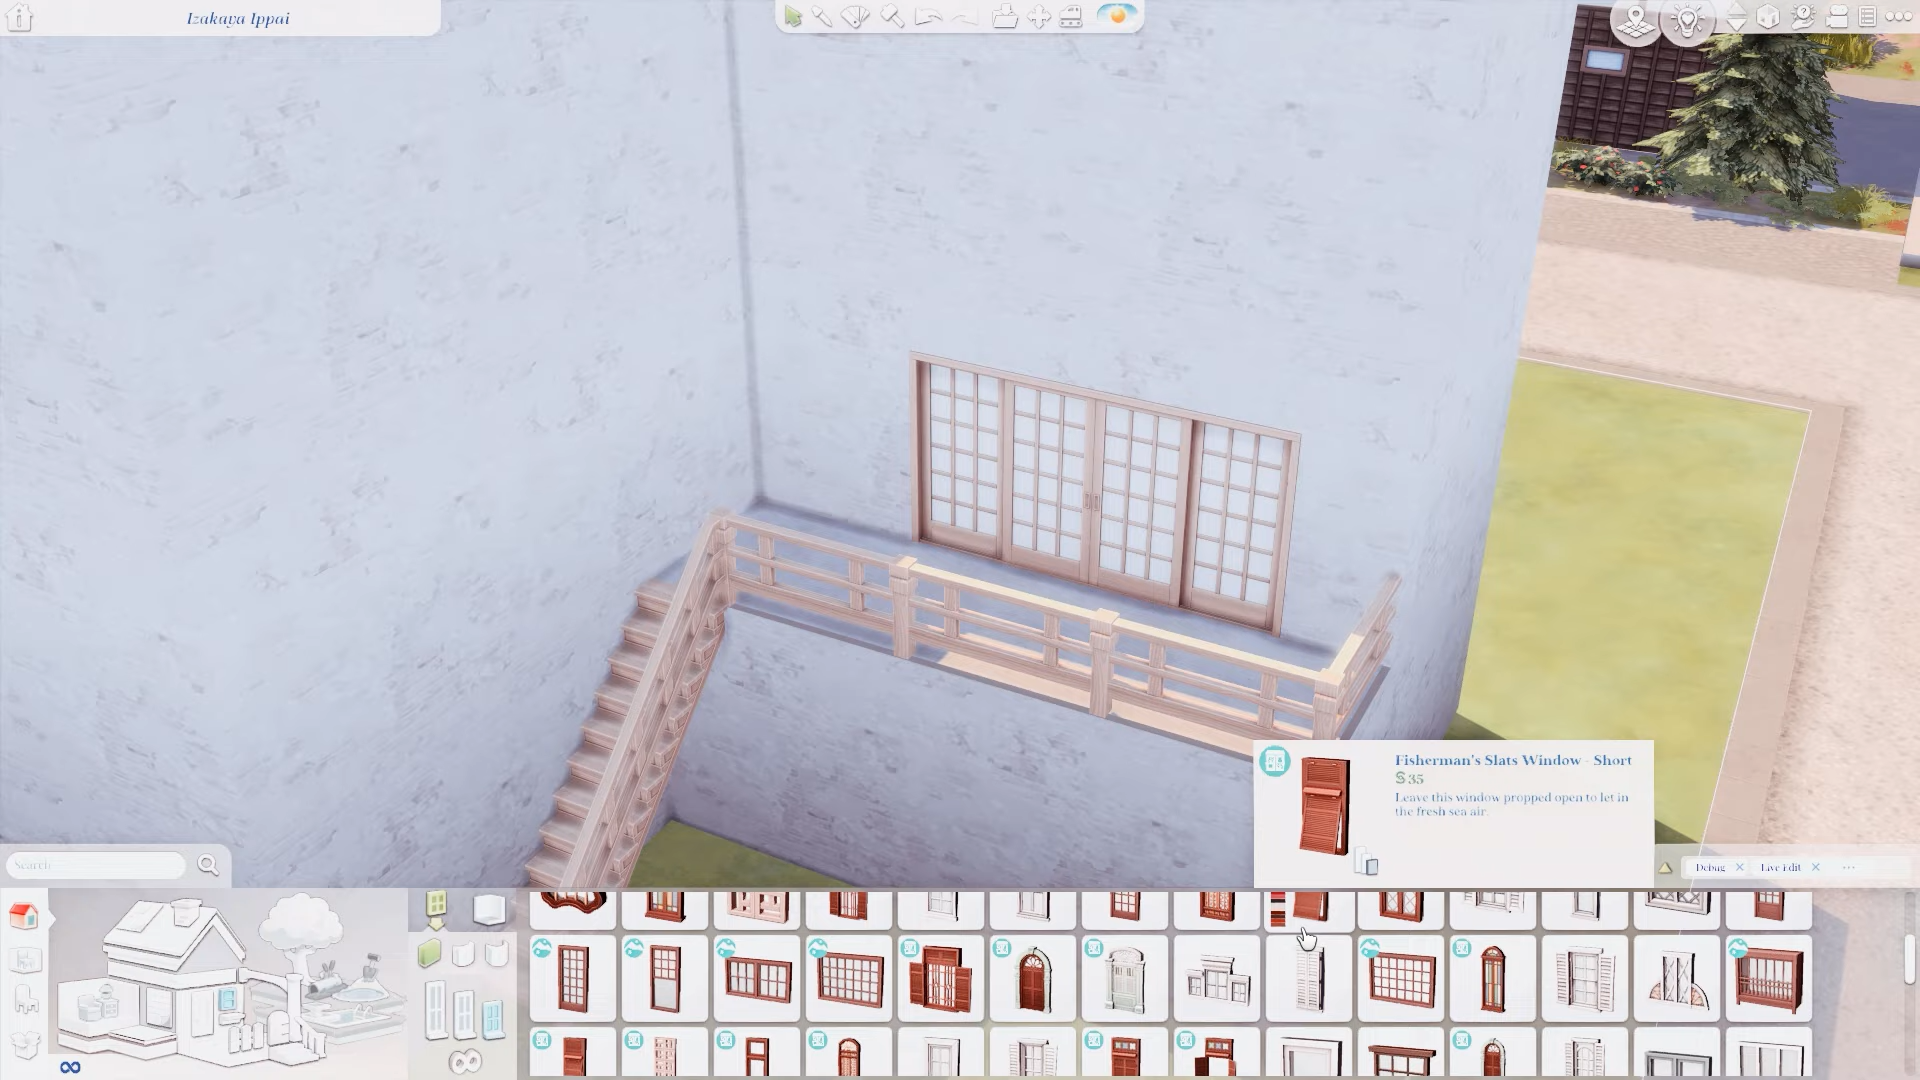 Izakaya Ippai
Fisherman's Slats Window - Short
§35
Leave this window propped open to let in
the fresh sea air.
Search
Debug
Live Edit